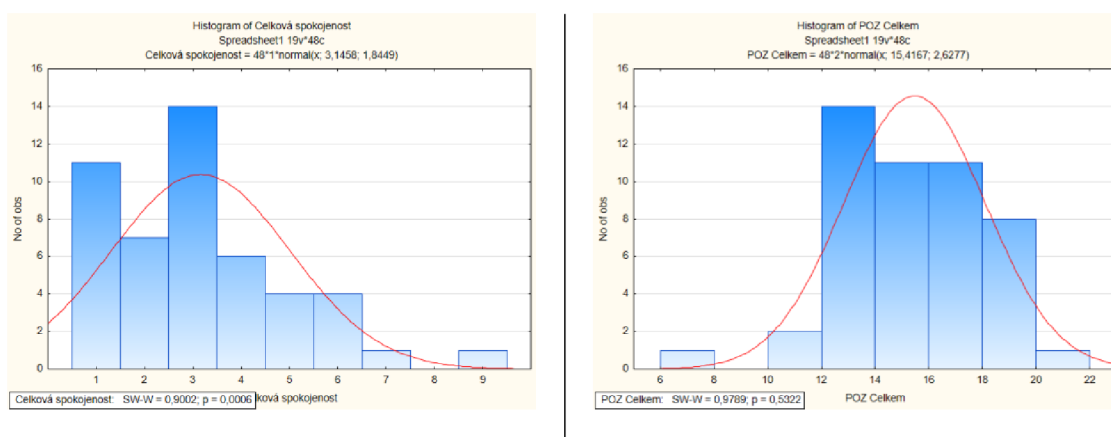 Histogram of Celková spokojenost
Spreadsheet1 19v*48c
Celková spokojenost = 48*1*normal(x; 3,1458; 1,8449)
16
14
12
10
8
6
4
2
0
No of obs
1 2 3 4 5 6 7 8 9
Celková spokojenost: SW-W = 0,9002; p = 0,0006
lková spokojenost
Histogram of POZ Celkem
Spreadsheet1 19v*48c
POZ Celkem = 48*2*normal(x; 15,4167; 2,6277)
16
14
12
10
8
6
4
2
0
No of obs
6 8 10 12 14 16 18 20 22
POZ Celkem: SW-W = 0,9789; p = 0,5322
POZ Celkem